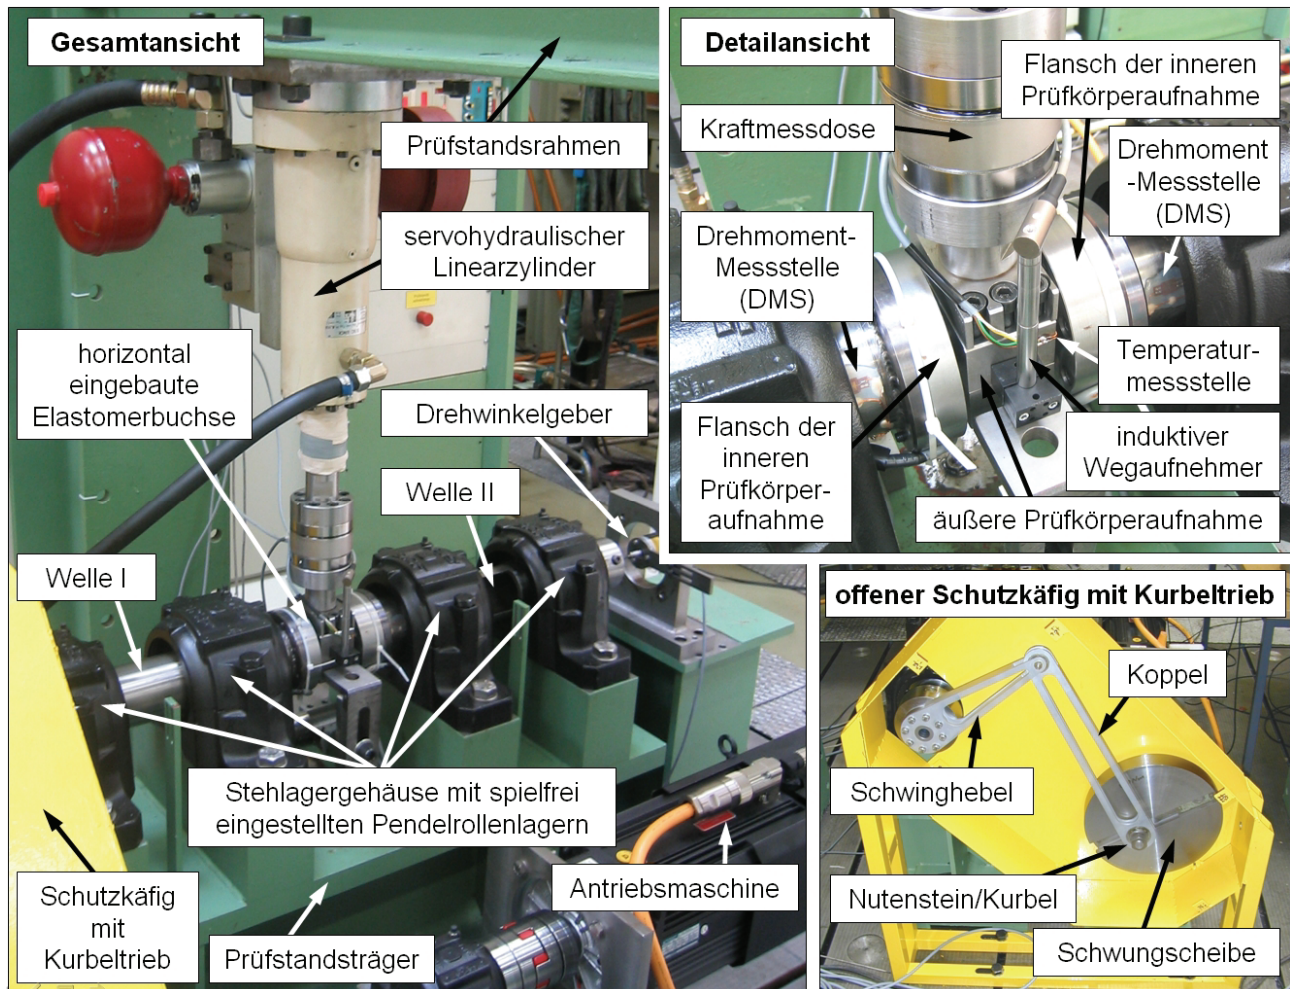 Gesamtansicht
Prüfstandsrahmen
servohydraulischer
Linearzylinder
horizontal
eingebaute
Elastomerbuchse
Drehwinkelgeber
Welle II
Welle I
Stehlagergehäuse mit spielfrei
eingestellten Pendelrollenlagern
Antriebsmaschine
Schutzkäfig
mit
Kurbeltrieb
Prüfstandsträger
Detailansicht
Flansch der inneren
Prüfkörperaufnahme
Kraftmessdose
Drehmoment
-Messstelle
(DMS)
Drehmoment-
Messstelle
(DMS)
Temperatur-
messstelle
Flansch der
inneren
Prüfkörper-
aufnahme
induktiver
Wegaufnehmer
äußere Prüfkörperaufnahme
offener Schutzkäfig mit Kurbeltrieb
Koppel
Schwinghebel
Nutenstein/Kurbel
Schwungscheibe